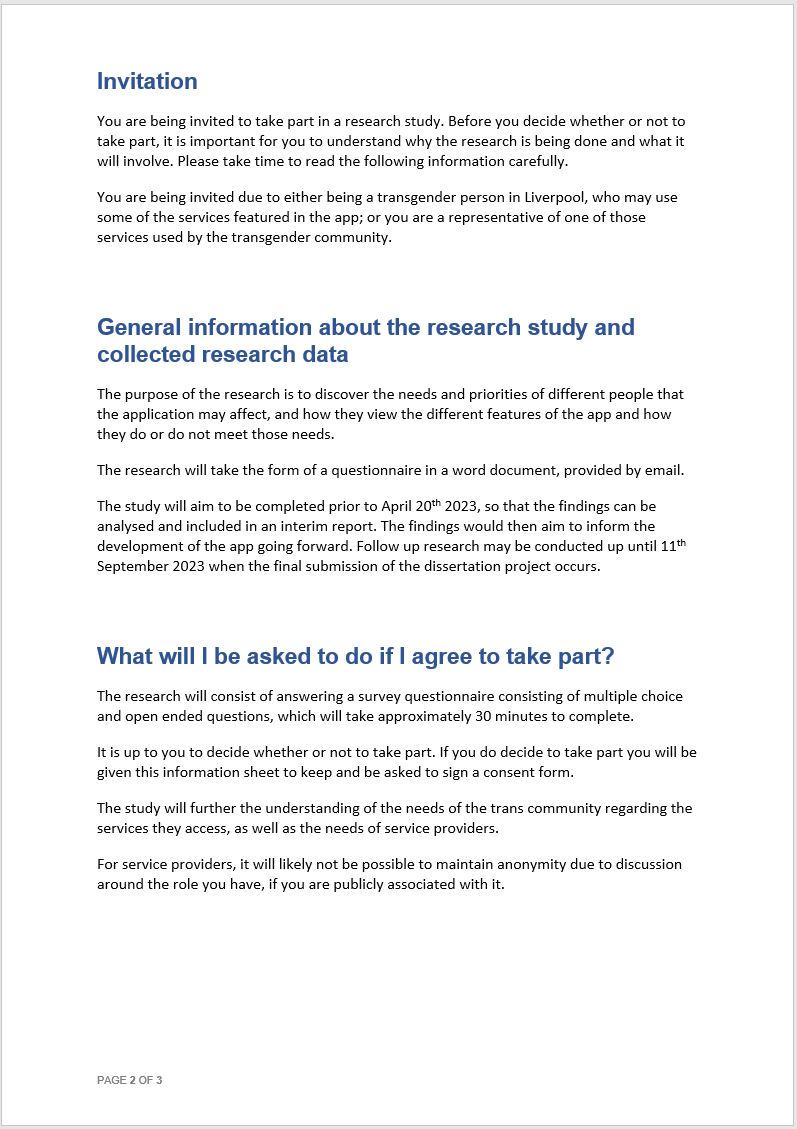 Invitation
You are being invited to take part in a research study. Before you decide whether or not to
take part, it is important for you to understand why the research is being done and what it
will involve. Please take time to read the following information carefully.
You are being invited due to either being a transgender person in Liverpool, who may use
some of the services featured in the app; or you are a representative of one of those
services used by the transgender community.
General information about the research study and
collected research data
The purpose of the research is to discover the needs and priorities of different people that
the application may affect, and how they view the different features of the app and how
they do or do not meet those needs.
The research will take the form of a questionnaire in a word document, provided by email.
The study will aim to be completed prior to April 20th 2023, so that the findings can be
analysed and included in an interim report. The findings would then aim to inform the
development of the app going forward. Follow up research may be conducted up until 11th
September 2023 when the final submission of the dissertation project occurs.
What will I be asked to do if I agree to take part?
The research will consist of answering a survey questionnaire consisting of multiple choice
and open ended questions, which will take approximately 30 minutes to complete.
It is up to you to decide whether or not to take part. If you do decide to take part you will be
given this information sheet to keep and be asked to sign a consent form.
The study will further the understanding of the needs of the trans community regarding the
services they access, as well as the needs of service providers.
For service providers, it will likely not be possible to maintain anonymity due to discussion
around the role you have, if you are publicly associated with it.
PAGE 2 OF 3